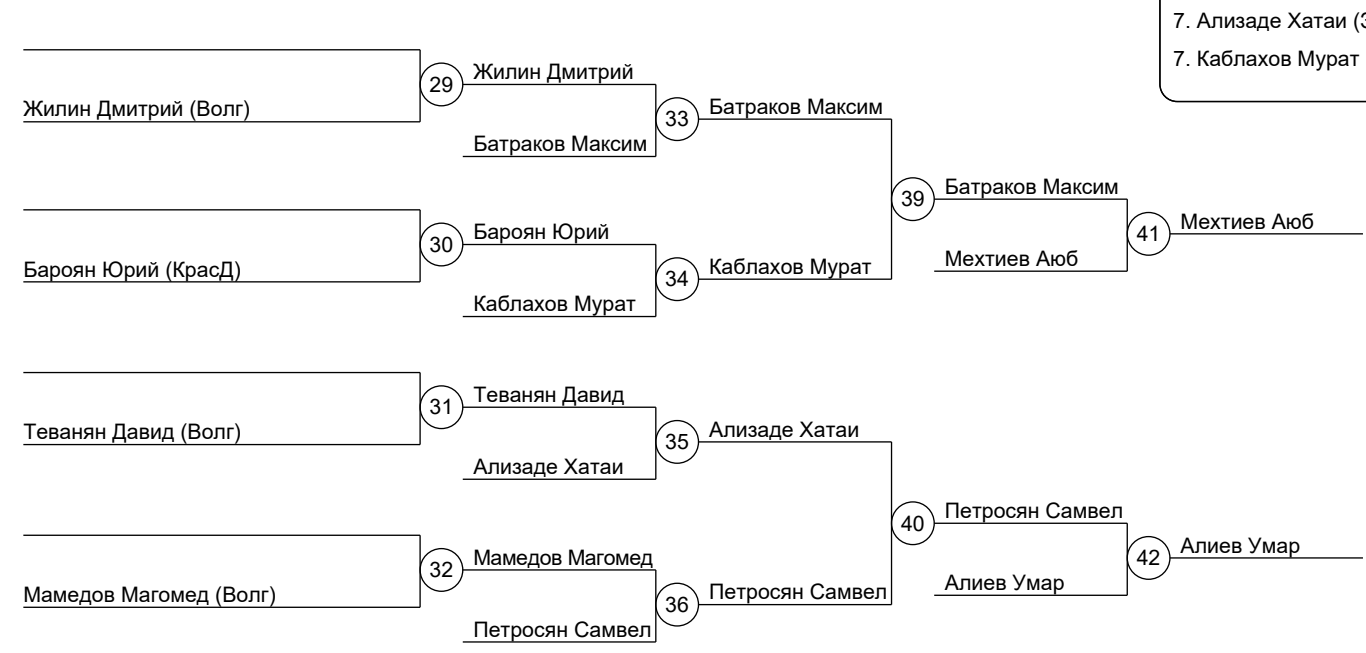 7. Ализаде Хатаи (З
7. Каблахов Мурат
29
Жилин Дмитрий
Жилин Дмитрий (Волг)
33
Батраков Максим
Батраков Максим
39
Батраков Максим
30
Бароян Юрий
41
Мехтиев Аюб
Бароян Юрий (КрасД)
34
Каблахов Мурат
Мехтиев Аюб
Каблахов Мурат
31
Теванян Давид
Теванян Давид (Волг)
35
Ализаде Хатаи
Ализаде Хатаи
40
Петросян Самвел
32
Мамедов Магомед
42
Алиев Умар
Мамедов Магомед (Волг)
36
Петросян Самвел
Алиев Умар
Петросян Самвел